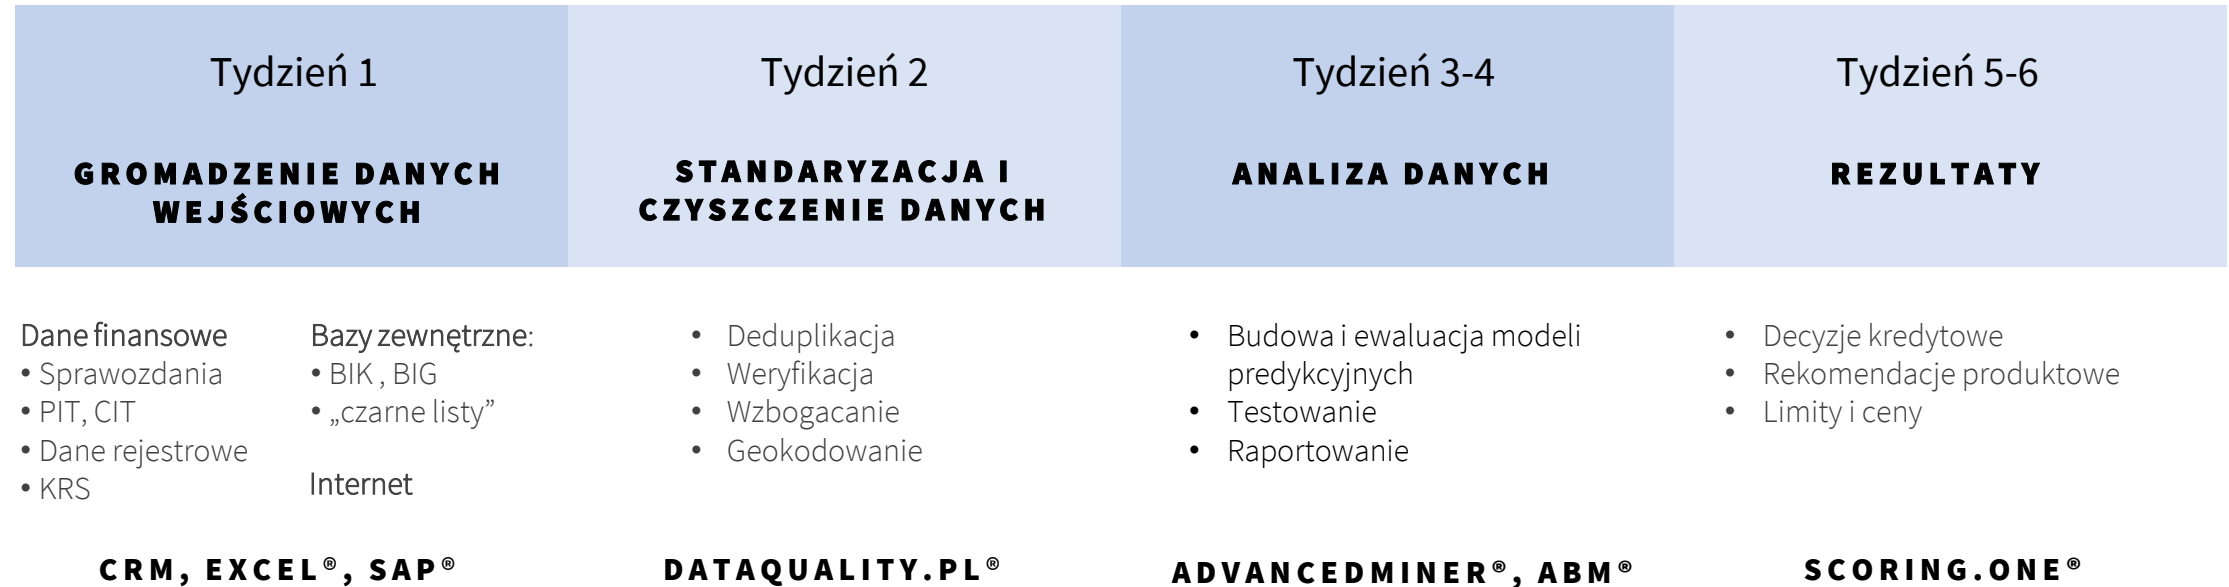 Tydzień 1
GROMADZENIE DANYCH
WEJŚCIOWYCH
Tydzień 2
STANDARYZACJA I
CZYSZCZENIE DANYCH
Tydzień 3-4
ANALIZA DANYCH
Tydzień 5-6
REZULTATY
Dane finansowe
• Sprawozdania
• PIT, CIT
• Dane rejestrowe
• KRS
Bazy zewnętrzne:
• BIK , BIG
• „czarne listy”
Internet
• Deduplikacja
• Weryfikacja
• Wzbogacanie
• Geokodowanie
• Budowa i ewaluacja modeli
predykcyjnych
• Testowanie
• Raportowanie
• Decyzje kredytowe
• Rekomendacje produktowe
• Limity i ceny
CRM, EXCEL®, SAP®
DATAQUALITY.PL®
ADVANCEDMINER®, ABM®
SCORING.ONE®